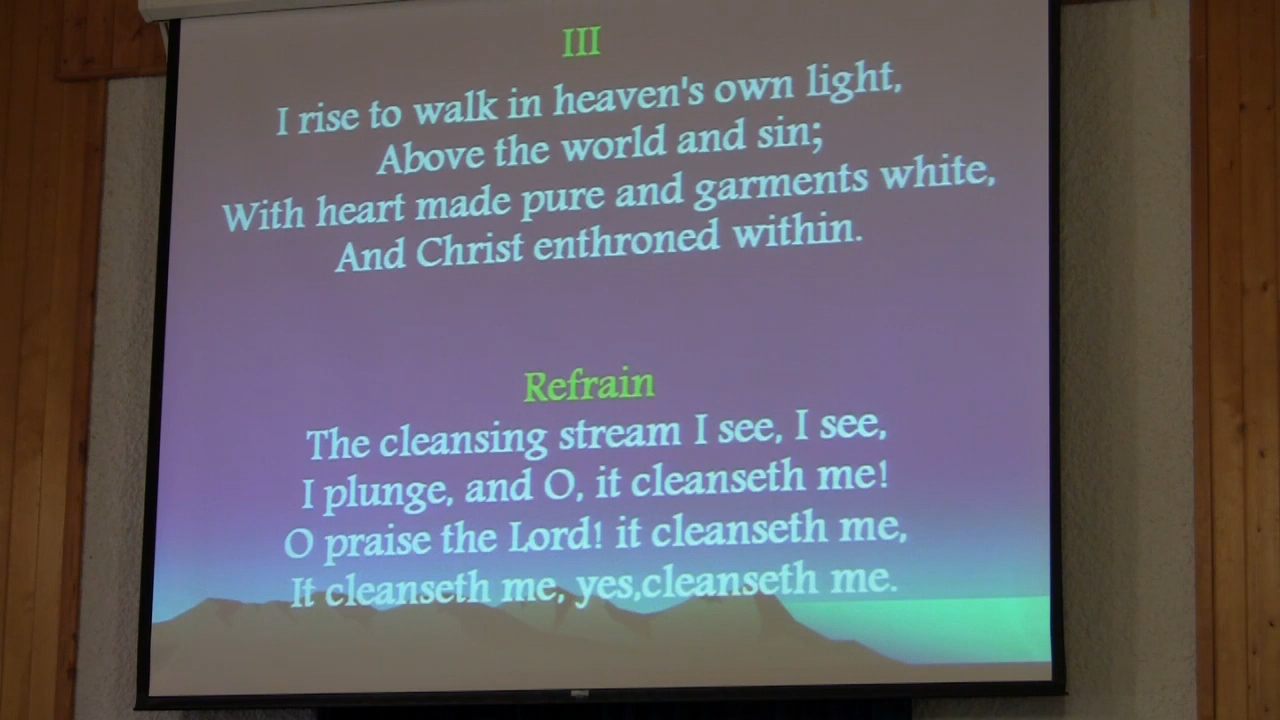 III
I rise to walk in heaven's own light,
Above the world and sin;
With heart made pure and garments white,
And Christ enthroned within.
Refrain
The cleansing stream I see, I see,
I plunge, and O, it cleanseth me!
O praise the Lord! it cleanseth me,
It cleanseth me, yes,cleanseth me.